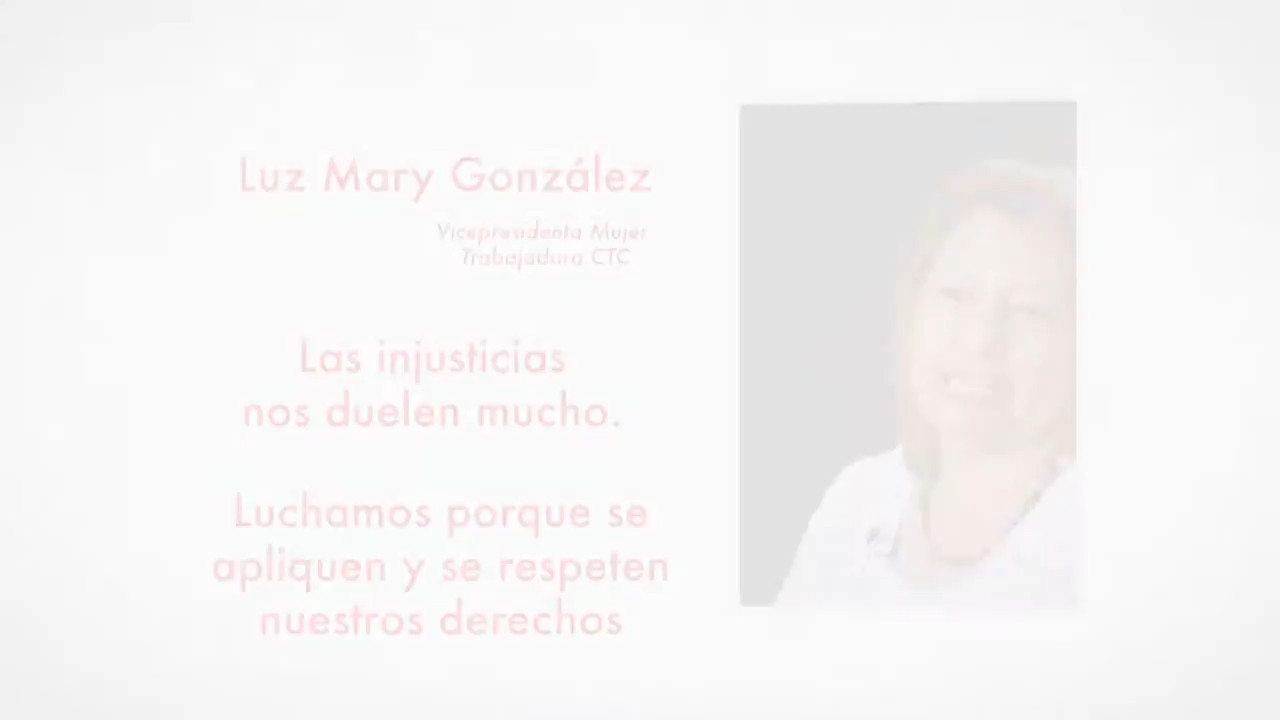 Luz Mary González
Vicepresidenta Mujer
Trabajadora CTC
Las injusticias
nos duelen mucho.
Luchamos porque se
apliquen y se respeten
nuestros derechos